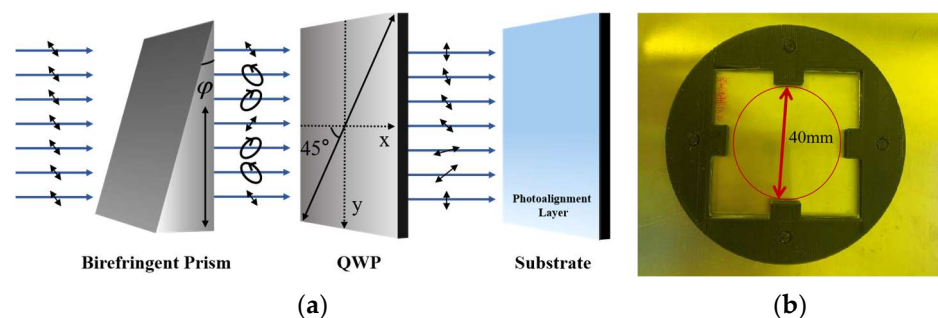 φ
45°
x
y
Photoalignment
Layer
Birefringent Prism
QWP
Substrate
(a)
40mm
(b)